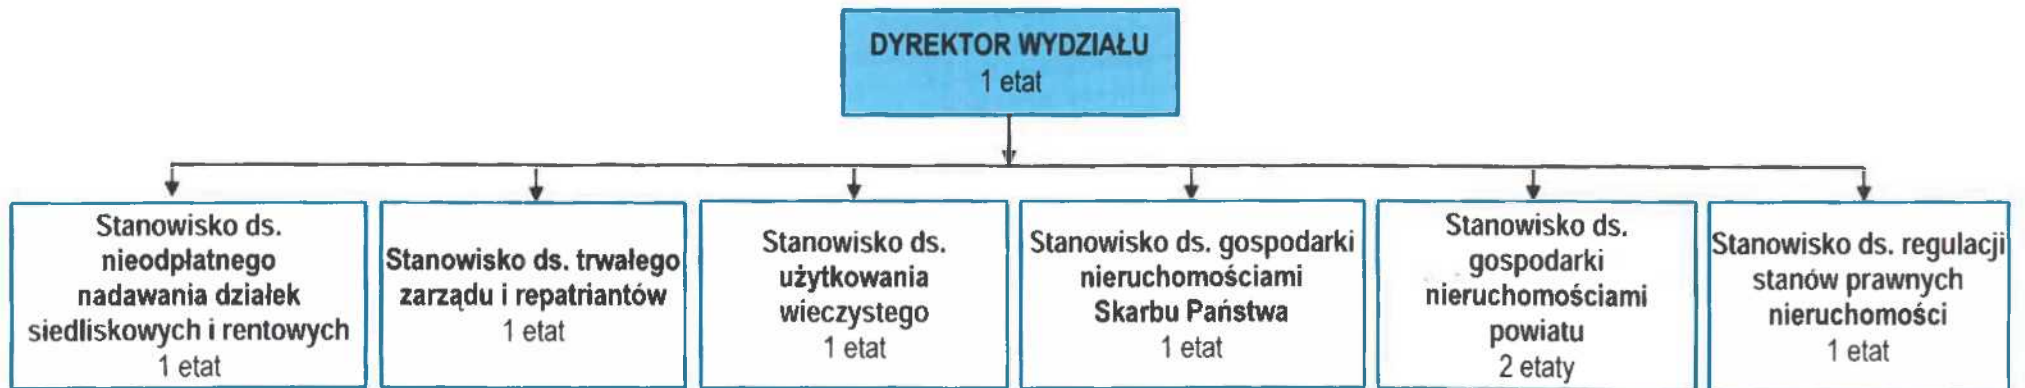 DYREKTOR WYDZIAŁU
1 etat
Stanowisko ds.
nieodpłatnego
nadawania działek
siedliskowych i rentowych
1 etat
Stanowisko ds. trwałego
zarządu i repatriantów
1 etat
Stanowisko ds.
użytkowania
wieczystego
1 etat
Stanowisko ds. gospodarki
nieruchomościami
Skarbu Państwa
1 etat
Stanowisko ds.
gospodarki
nieruchomościami
powiatu
2 etaty
Stanowisko ds. regulacji
stanów prawnych
nieruchomości
1 etat